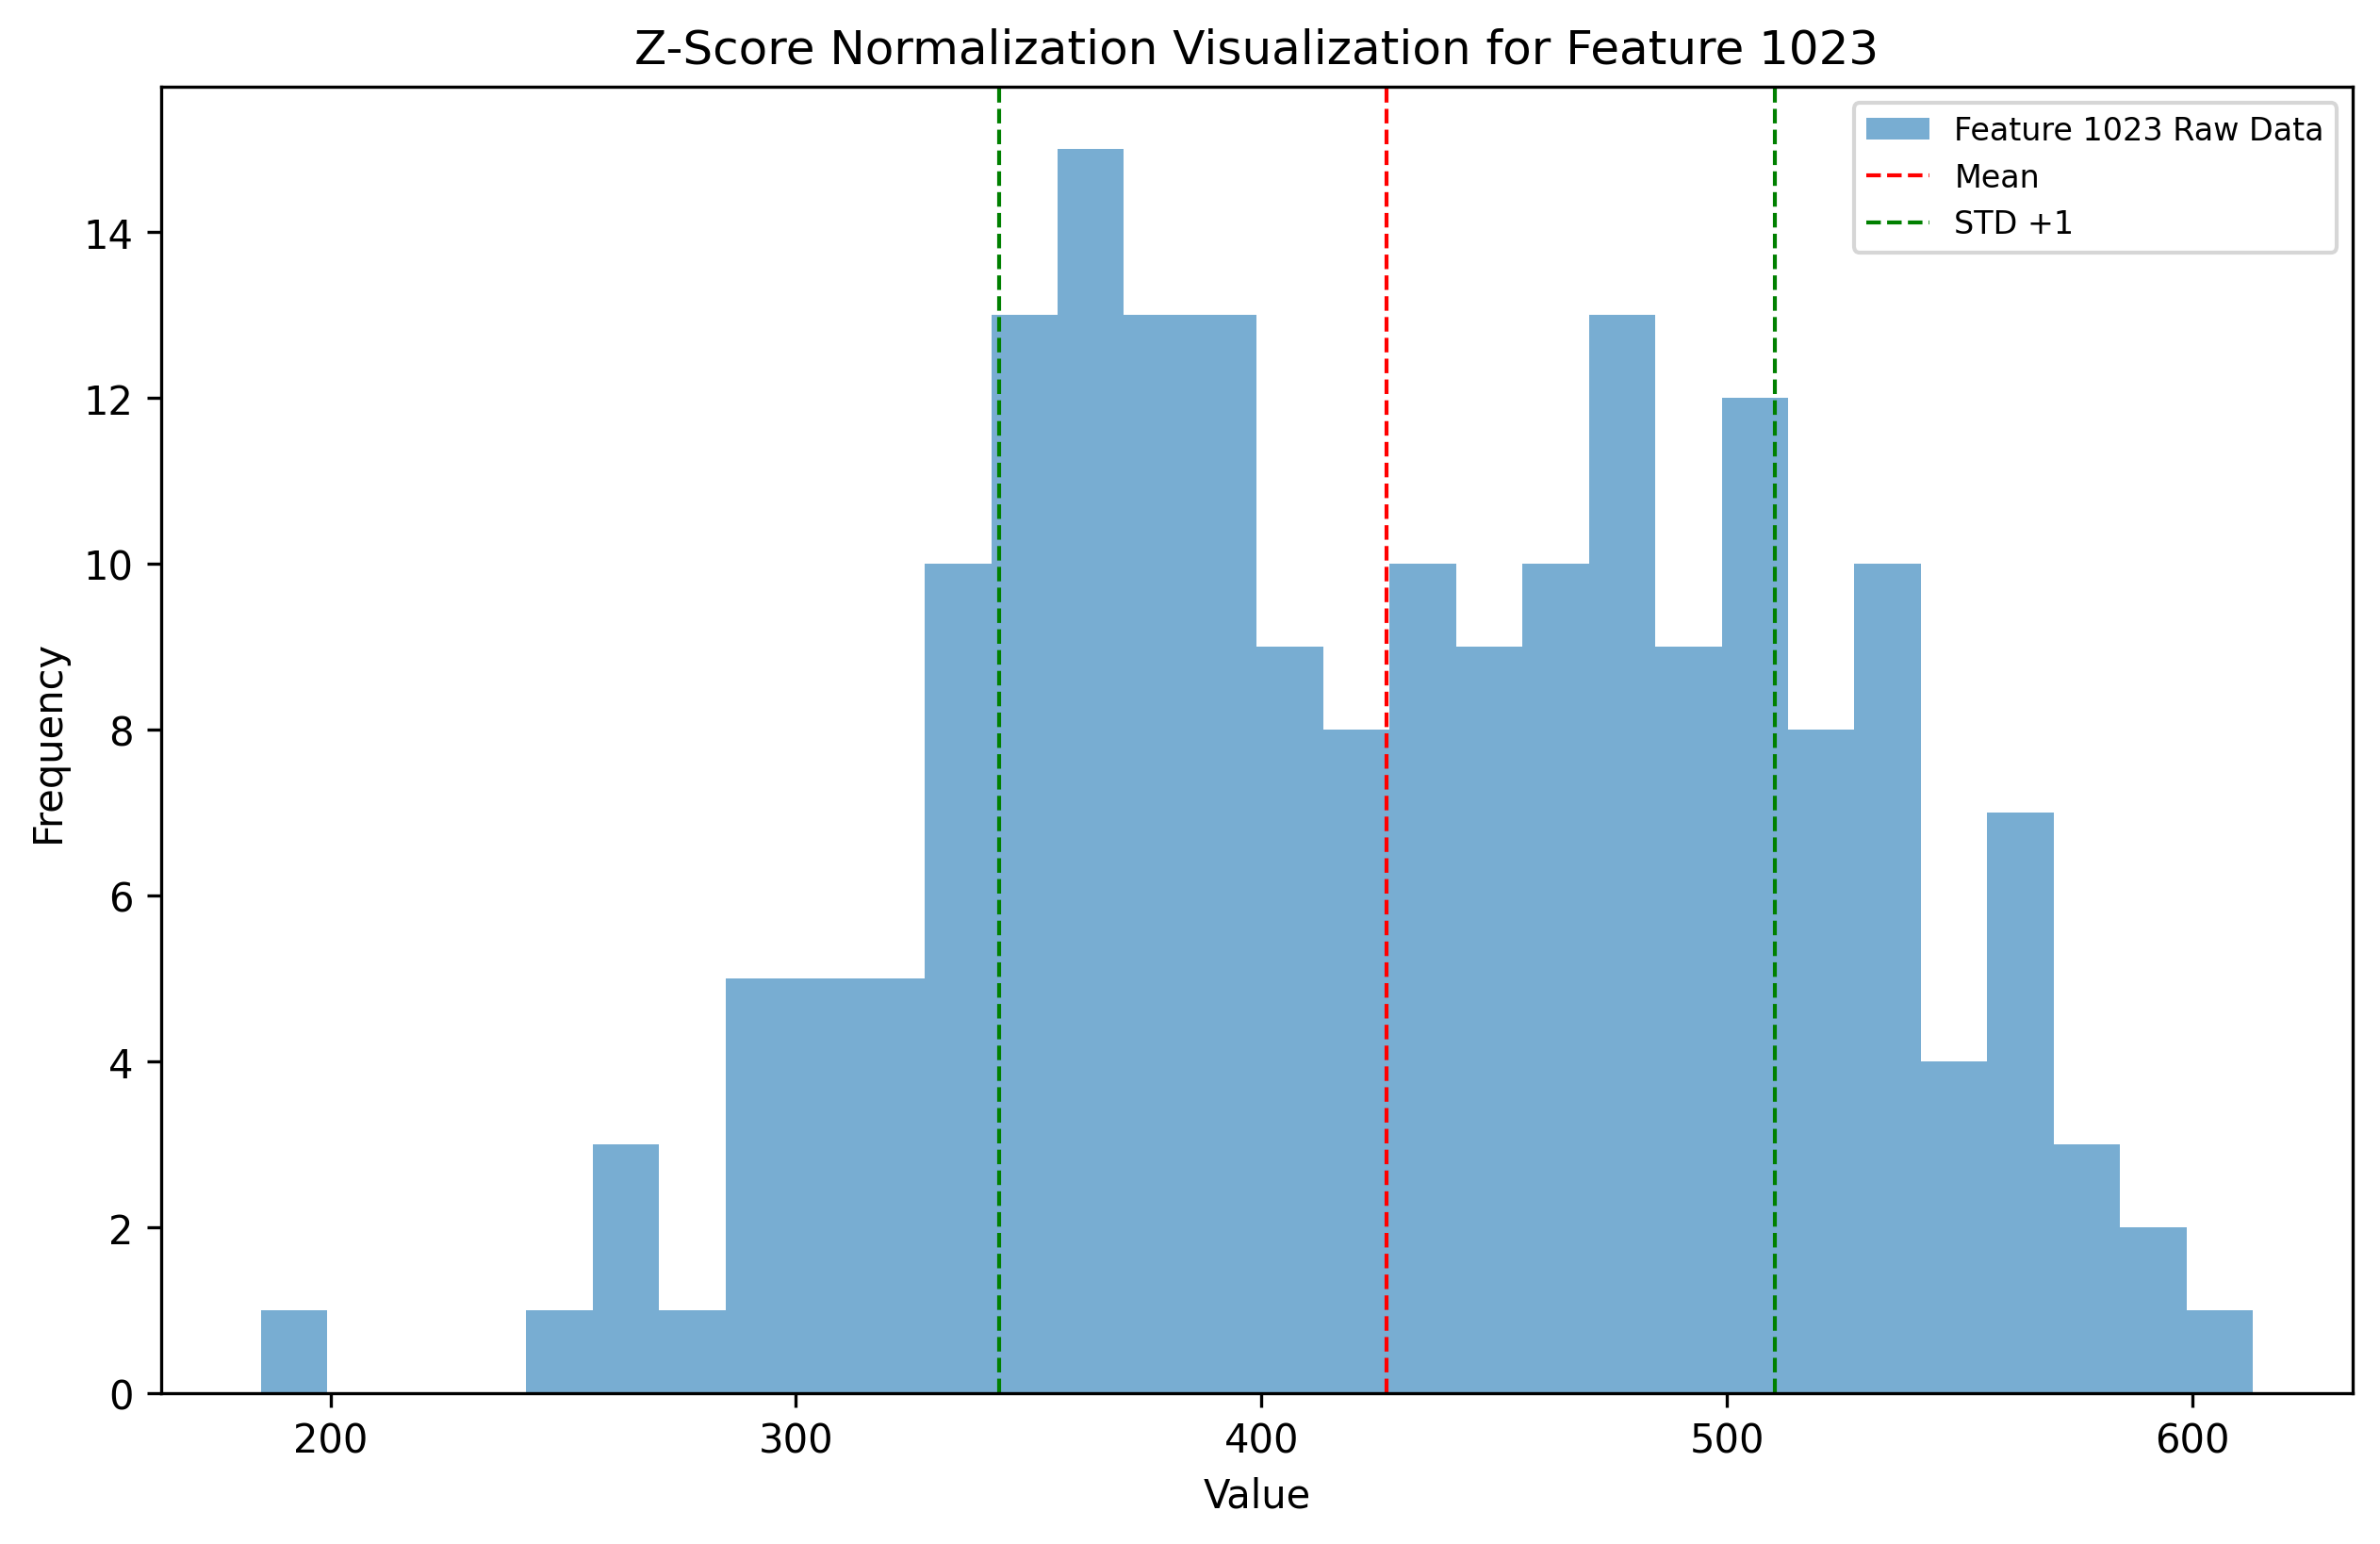 Z-Score Normalization Visualization for Feature 1023
Feature 1023 Raw Data
Mean
STD +1
Frequency
14
12
10
8
6
4
2
0
200 300 400 500 600
Value